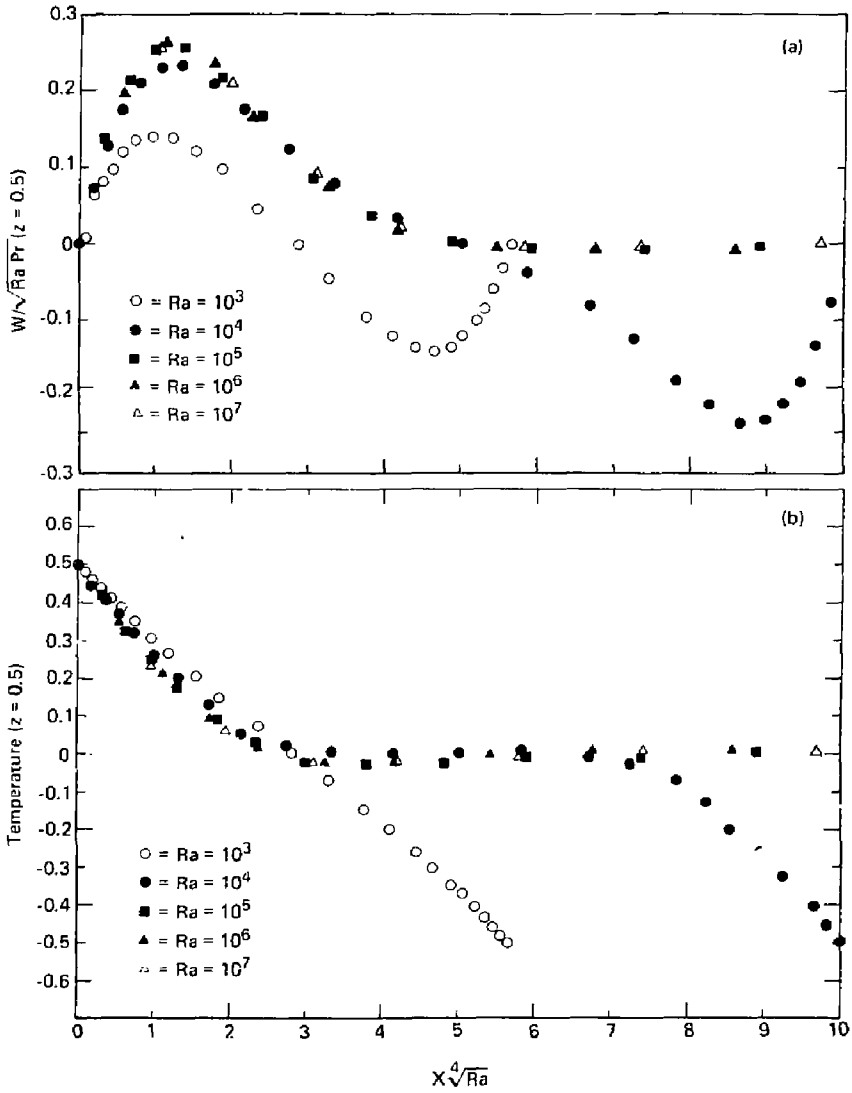 (a)
0.3
0.2
0.1
0
-0.1
-0.2
-0.3
W/√Ra Pr (z = 0.5)
○ = Ra = 10³
● = Ra = 10⁴
■ = Ra = 10⁵
▲ = Ra = 10⁶
△ = Ra = 10⁷
(b)
0.6
0.5
0.4
0.3
0.2
0.1
0
-0.1
-0.2
-0.3
-0.4
-0.5
-0.6
Temperature (z = 0.5)
○ = Ra = 10³
● = Ra = 10⁴
■ = Ra = 10⁵
▲ = Ra = 10⁶
△ = Ra = 10⁷
0 1 2 3 4 5 6 7 8 9 10
X ⁴√Ra